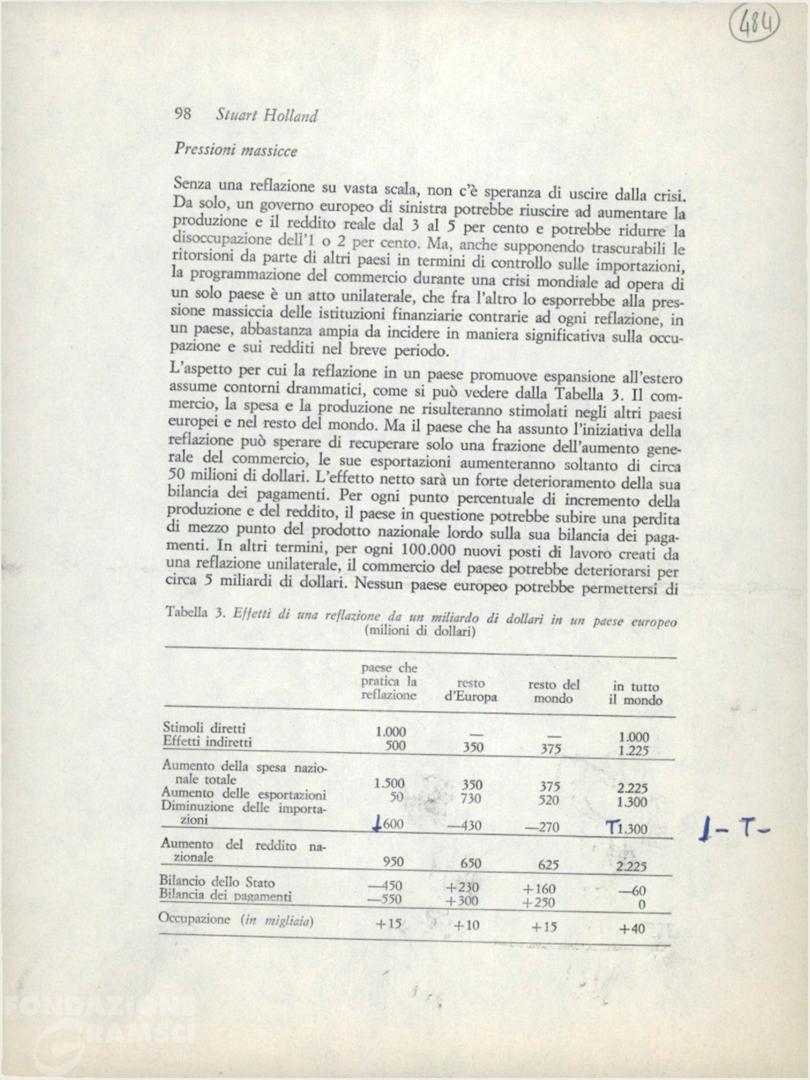 484
98 Stuart Holland
Pressioni massicce
Senza una reflazione su vasta scala, non c'è speranza di uscire dalla crisi.
Da solo, un governo europeo di sinistra potrebbe riuscire ad aumentare la
produzione e il reddito reale dal 3 al 5 per cento e potrebbe ridurre la
disoccupazione dell'1 o 2 per cento. Ma, anche supponendo trascurabili le
ritorsioni da parte di altri paesi in termini di controllo sulle importazioni,
la programmazione del commercio durante una crisi mondiale ad opera di
un solo paese è un atto unilaterale, che fra l'altro lo esporrebbe alla pres-
sione massiccia delle istituzioni finanziarie contrarie ad ogni reflazione, in
un paese, abbastanza ampia da incidere in maniera significativa sulla occu-
pazione e sui redditi nel breve periodo.
L'aspetto per cui la reflazione in un paese promuove espansione all'estero
assume contorni drammatici, come si può vedere dalla Tabella 3. Il com-
mercio, la spesa e la produzione ne risulteranno stimolati negli altri paesi
europei e nel resto del mondo. Ma il paese che ha assunto l'iniziativa della
reflazione può sperare di recuperare solo una frazione dell'aumento gene-
rale del commercio, le sue esportazioni aumenteranno soltanto di circa
50 milioni di dollari. L'effetto netto sarà un forte deterioramento della sua
bilancia dei pagamenti. Per ogni punto percentuale di incremento della
produzione e del reddito, il paese in questione potrebbe subire una perdita
di mezzo punto del prodotto nazionale lordo sulla sua bilancia dei paga-
menti. In altri termini, per ogni 100.000 nuovi posti di lavoro creati da
una reflazione unilaterale, il commercio del paese potrebbe deteriorarsi per
circa 5 miliardi di dollari. Nessun paese europeo potrebbe permettersi di
Tabella 3. Effetti di una reflazione da un miliardo di dollari in un paese europeo
(milioni di dollari)
paese che
pratica la resto resto del in tutto
reflazione d'Europa mondo il mondo
Stimoli diretti 1.000 — — 1.000
Effetti indiretti 500 350 375 1.225
Aumento della spesa nazio-
nale totale 1.500 350 375 2.225
Aumento delle esportazioni 50 730 520 1.300
Diminuzione delle importa-
zioni 600 —430 —270 1.300 — —
Aumento del reddito na-
zionale 950 650 625 2.225
Bilancio dello Stato —450 +230 +160 —60
Bilancia dei pagamenti —550 +300 +250 0
Occupazione (in migliaia) +15 +10 +15 +40
FONDAZIONE
GRAMSCI